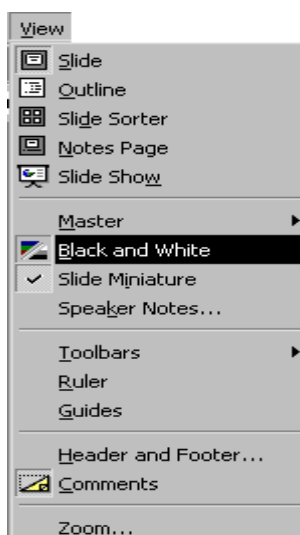 View
Slide
Outline
Slide Sorter
Notes Page
Slide Show
Master
Black and White
Slide Miniature
Speaker Notes...
Toolbars
Ruler
Guides
Header and Footer...
Comments
Zoom...